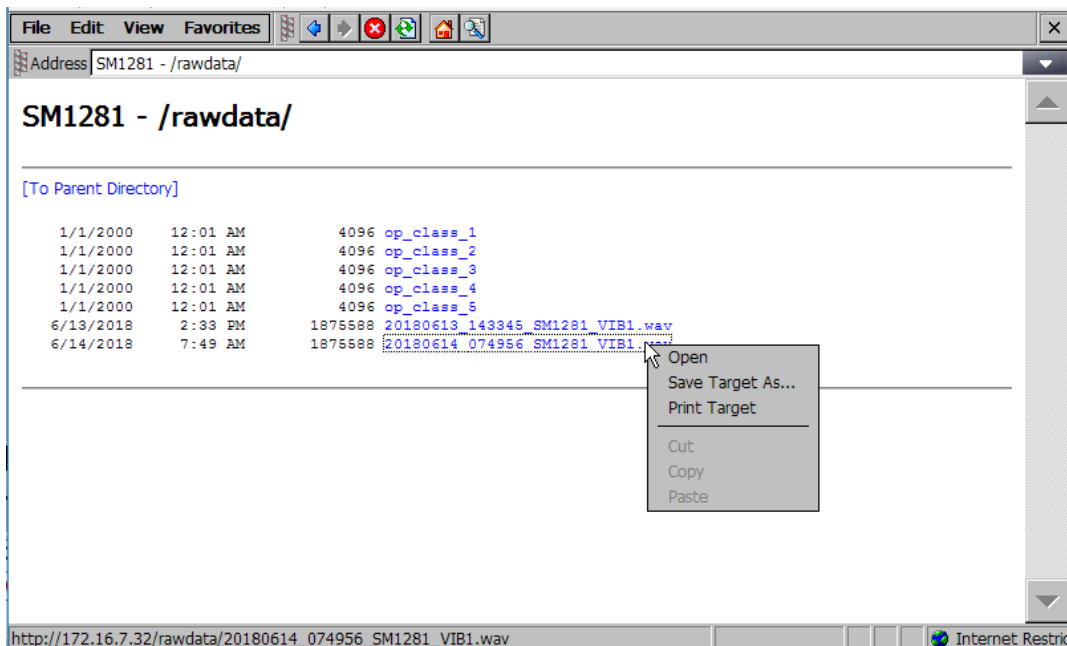 File Edit View Favorites
Address SM1281 - /rawdata/
SM1281 - /rawdata/
[To Parent Directory]
1/1/2000 12:01 AM 4096 op_class_1
1/1/2000 12:01 AM 4096 op_class_2
1/1/2000 12:01 AM 4096 op_class_3
1/1/2000 12:01 AM 4096 op_class_4
1/1/2000 12:01 AM 4096 op_class_5
6/13/2018 2:33 PM 1875588 20180613_143345_SM1281_VIB1.wav
6/14/2018 7:49 AM 1875588 20180614_074956_SM1281_VIB1.wav
Open
Save Target As...
Print Target
Cut
Copy
Paste
http://172.16.7.32/rawdata/20180614_074956_SM1281_VIB1.wav
Internet Restric